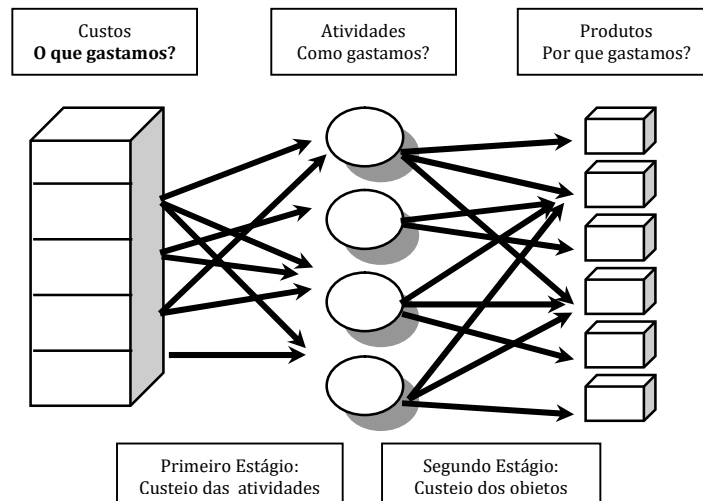 Custos
O que gastamos?
Atividades
Como gastamos?
Produtos
Por que gastamos?
Primeiro Estágio:
Custeio das atividades
Segundo Estágio:
Custeio dos objetos